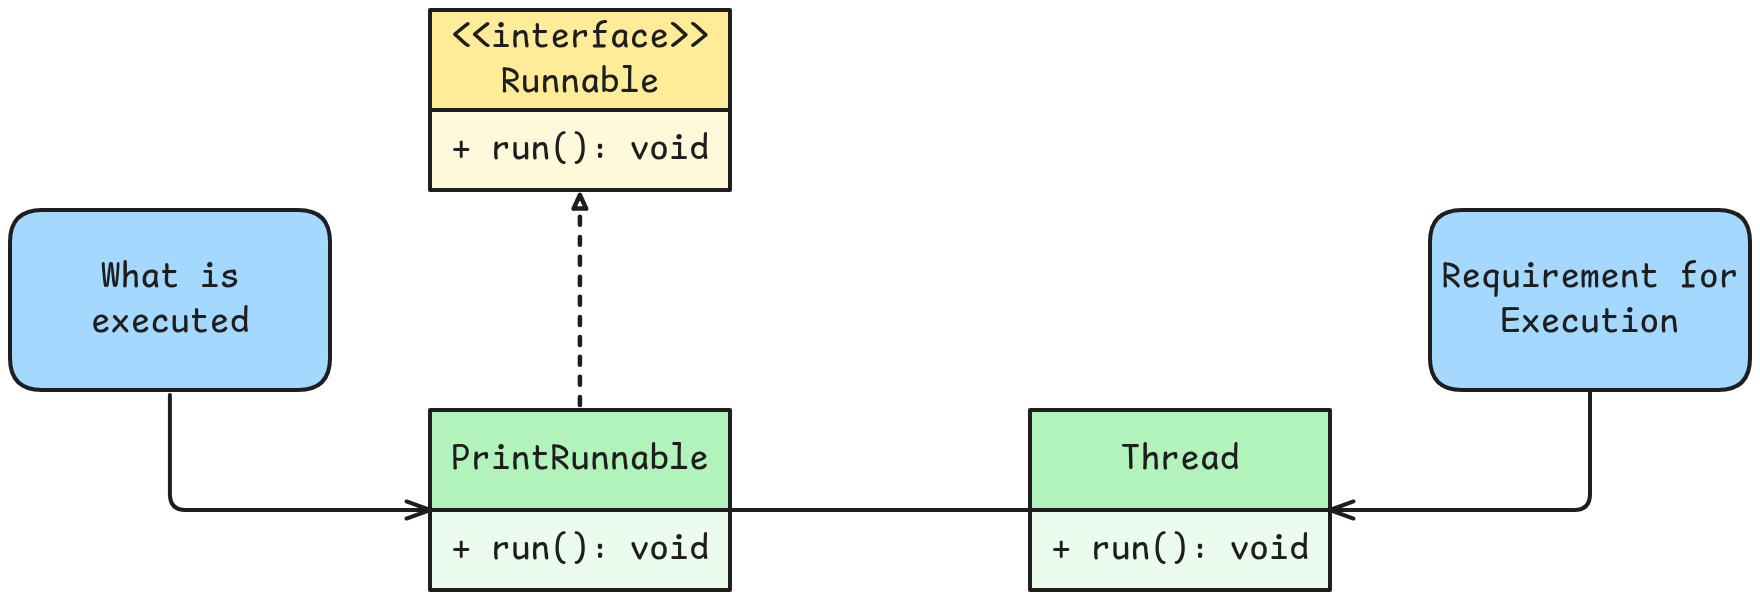 <<interface>>
Runnable
+ run(): void
What is
executed
Requirement for
Execution
PrintRunnable
+ run(): void
Thread
+ run(): void